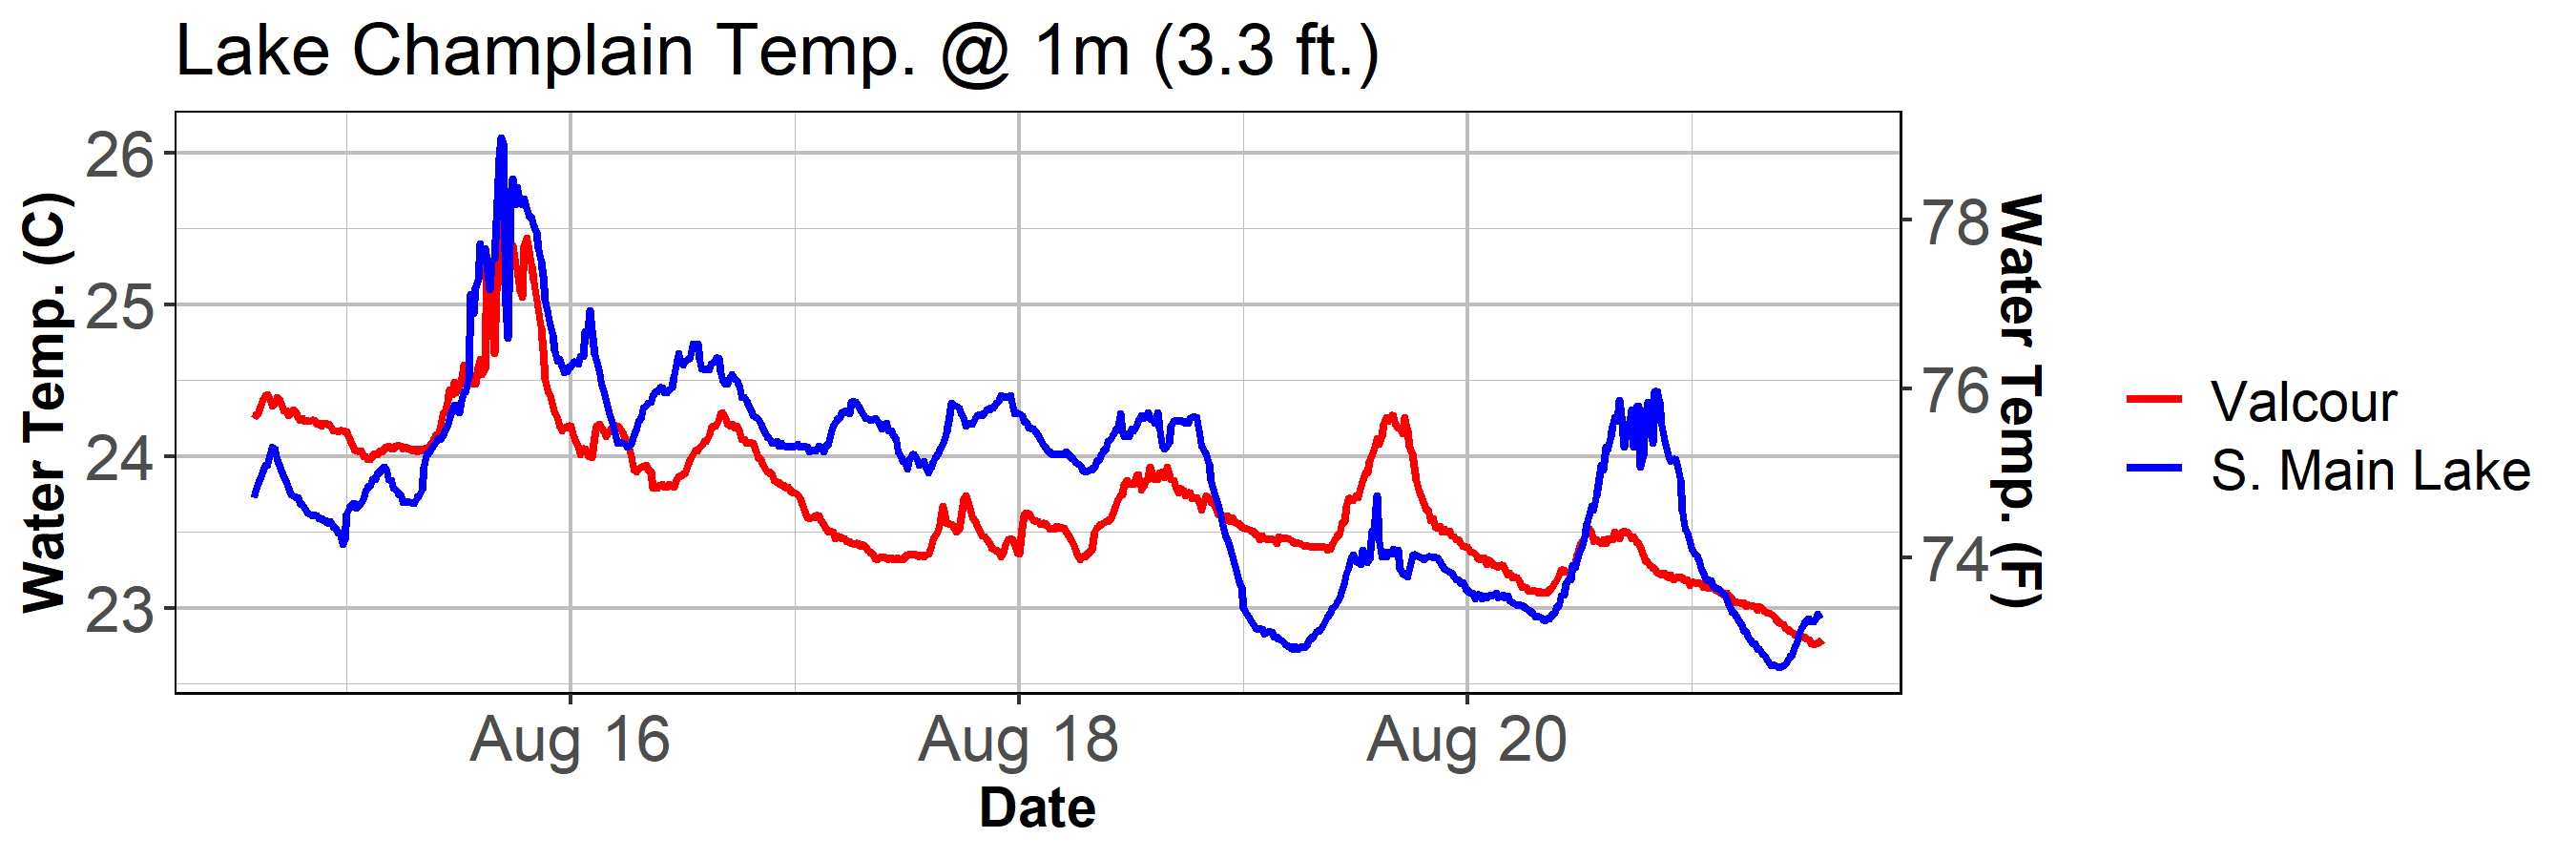 Lake Champlain Temp. @ 1m (3.3 ft.)
Water Temp. (C)
26
25
24
23
78
76
74
Water Temp. (F)
Valcour
S. Main Lake
Aug 16
Aug 18
Aug 20
Date